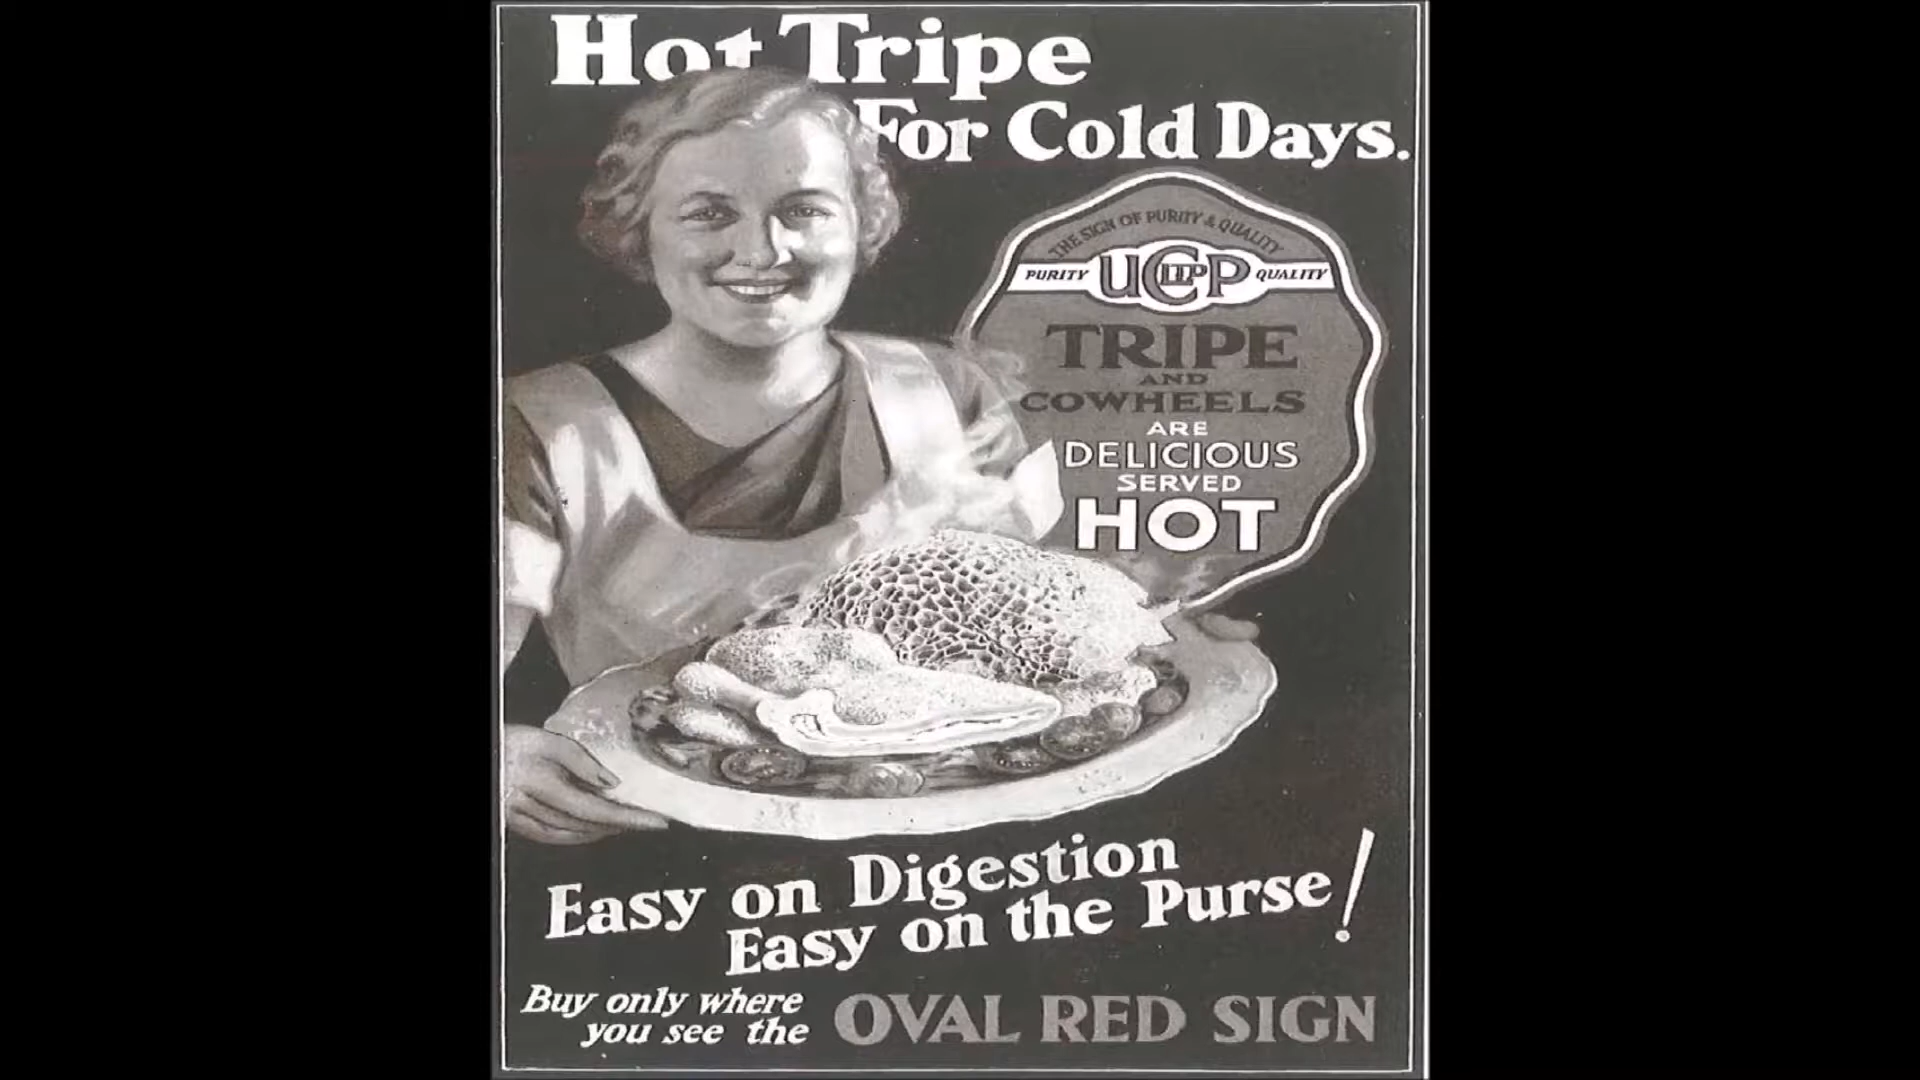 Hot Tripe
For Cold Days.
THE SIGN OF PURITY & QUALITY
PURITY UCP LTD QUALITY
TRIPE
AND
COWHEELS
ARE
DELICIOUS
SERVED
HOT
Easy on Digestion
Easy on the Purse!
Buy only where
you see the
OVAL RED SIGN